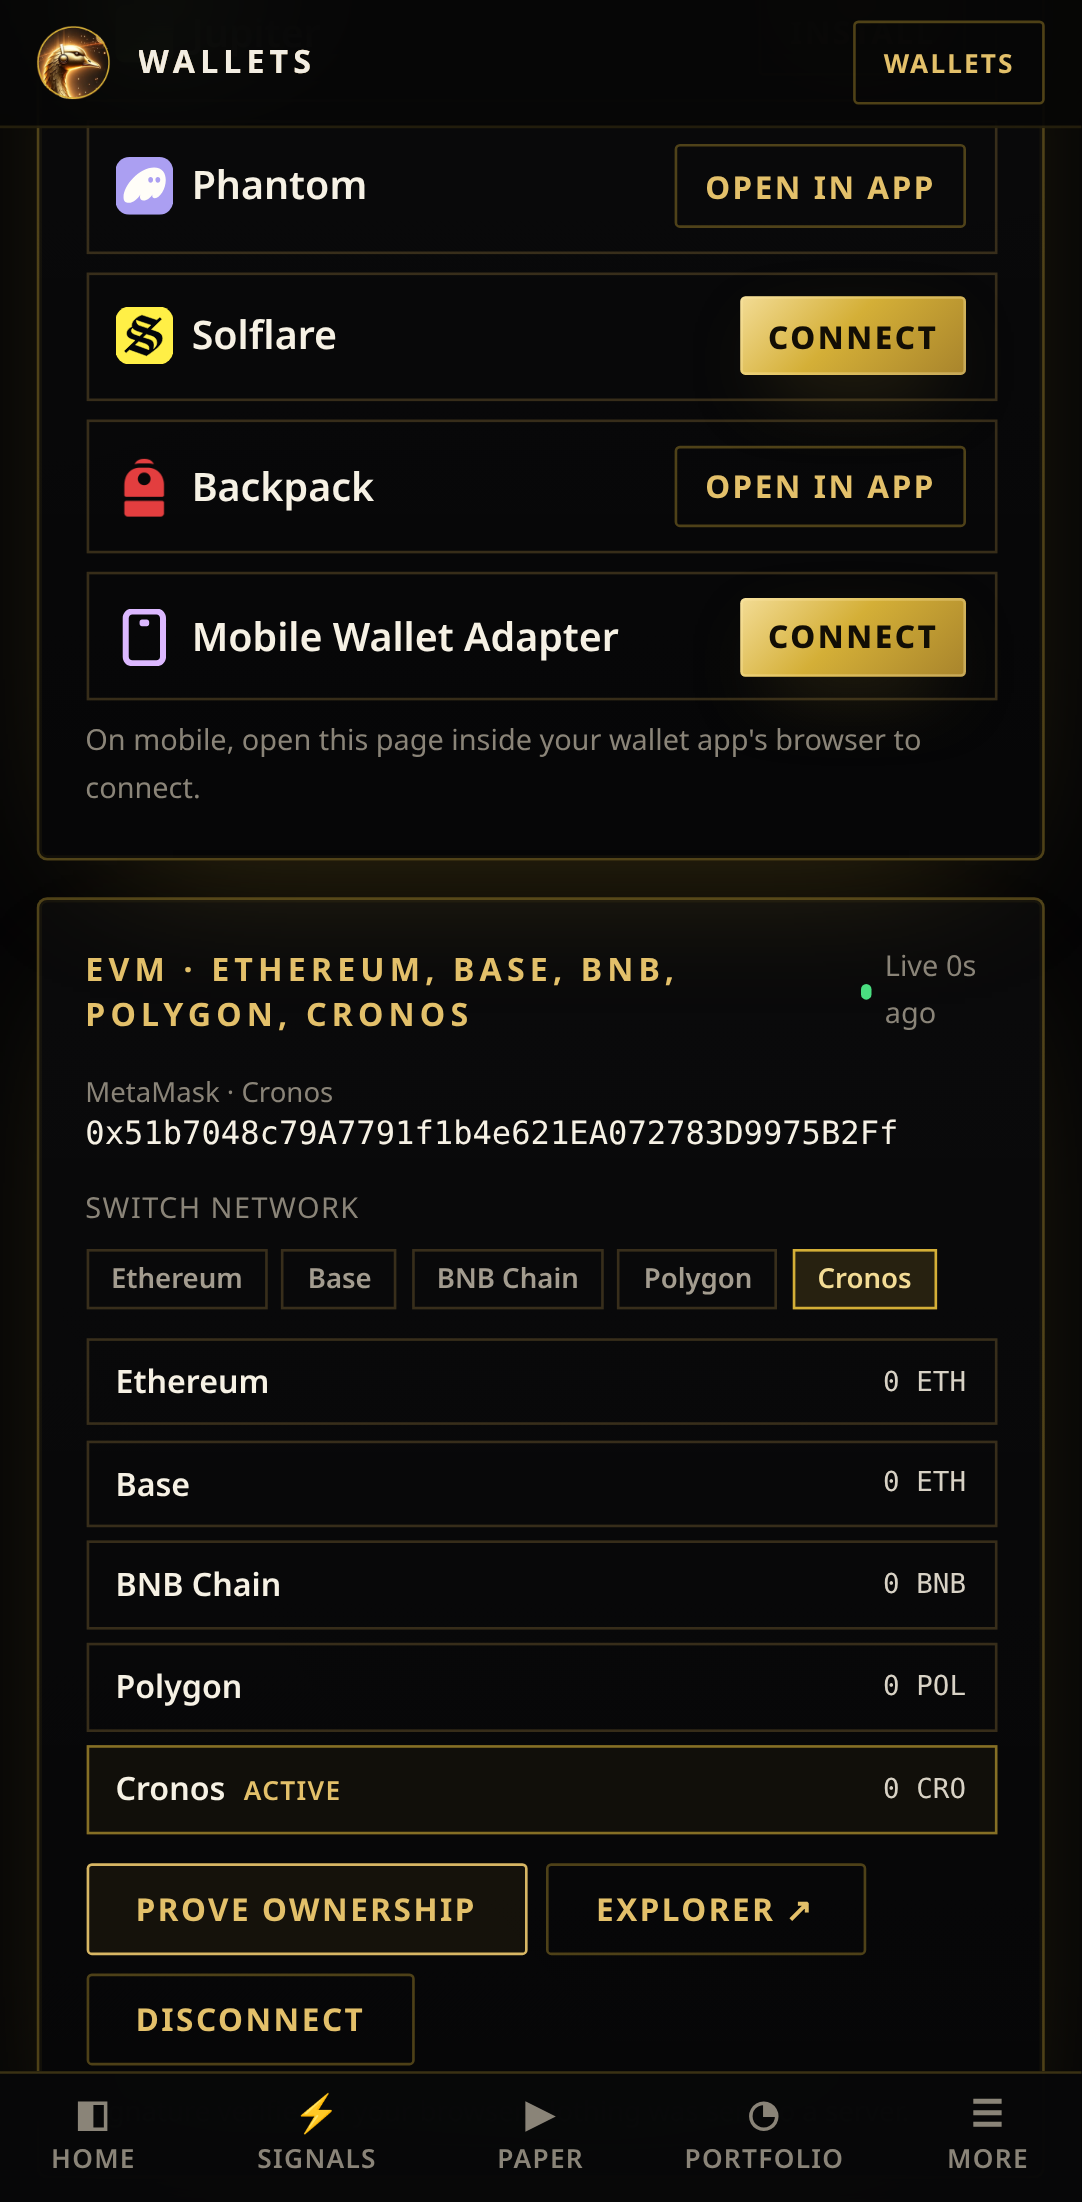 WALLETS
WALLETS
Phantom
OPEN IN APP
Solflare
CONNECT
Backpack
OPEN IN APP
Mobile Wallet Adapter
CONNECT
On mobile, open this page inside your wallet app's browser to
connect.
EVM · ETHEREUM, BASE, BNB,
POLYGON, CRONOS
Live 0s
ago
MetaMask · Cronos
0x51b7048c79A7791f1b4e621EA072783D9975B2Ff
SWITCH NETWORK
Ethereum
Base
BNB Chain
Polygon
Cronos
Ethereum
0 ETH
Base
0 ETH
BNB Chain
0 BNB
Polygon
0 POL
Cronos ACTIVE
0 CRO
PROVE OWNERSHIP
EXPLORER ↗
DISCONNECT
HOME
SIGNALS
PAPER
PORTFOLIO
MORE